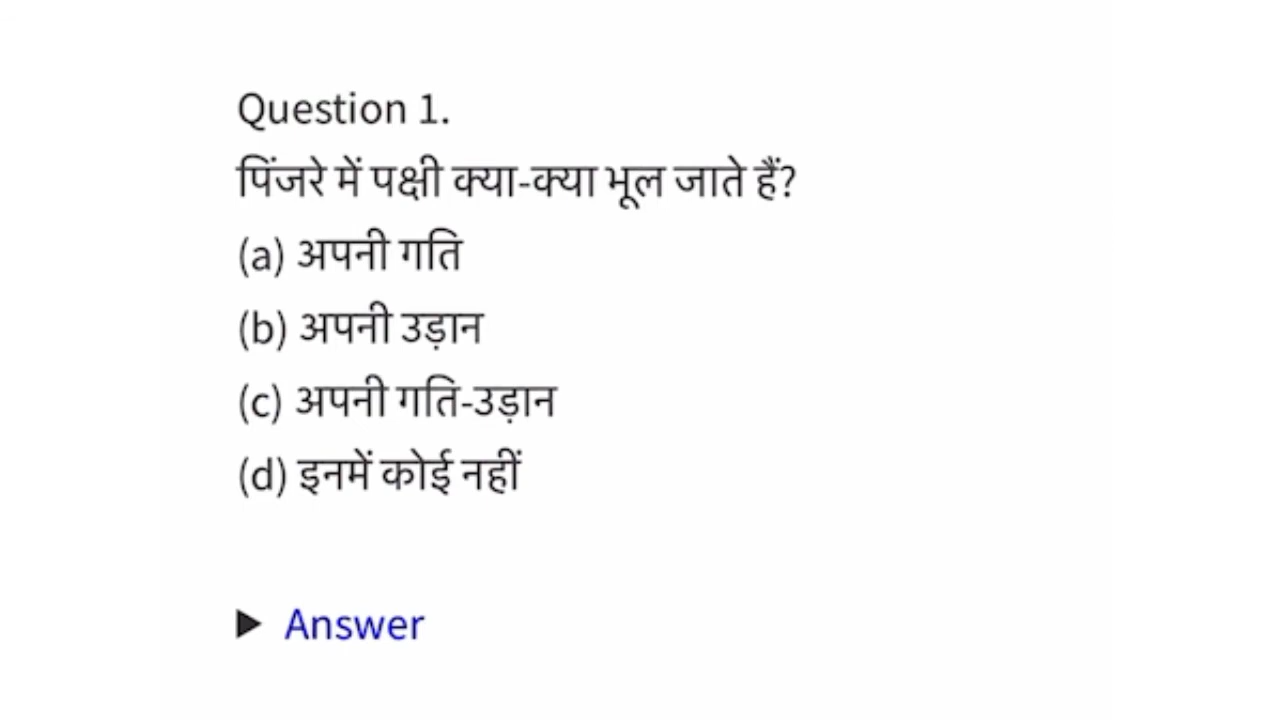 Question 1.
पिंजरे में पक्षी क्या-क्या भूल जाते हैं?
(a) अपनी गति
(b) अपनी उड़ान
(c) अपनी गति-उड़ान
(d) इनमें कोई नहीं
Answer